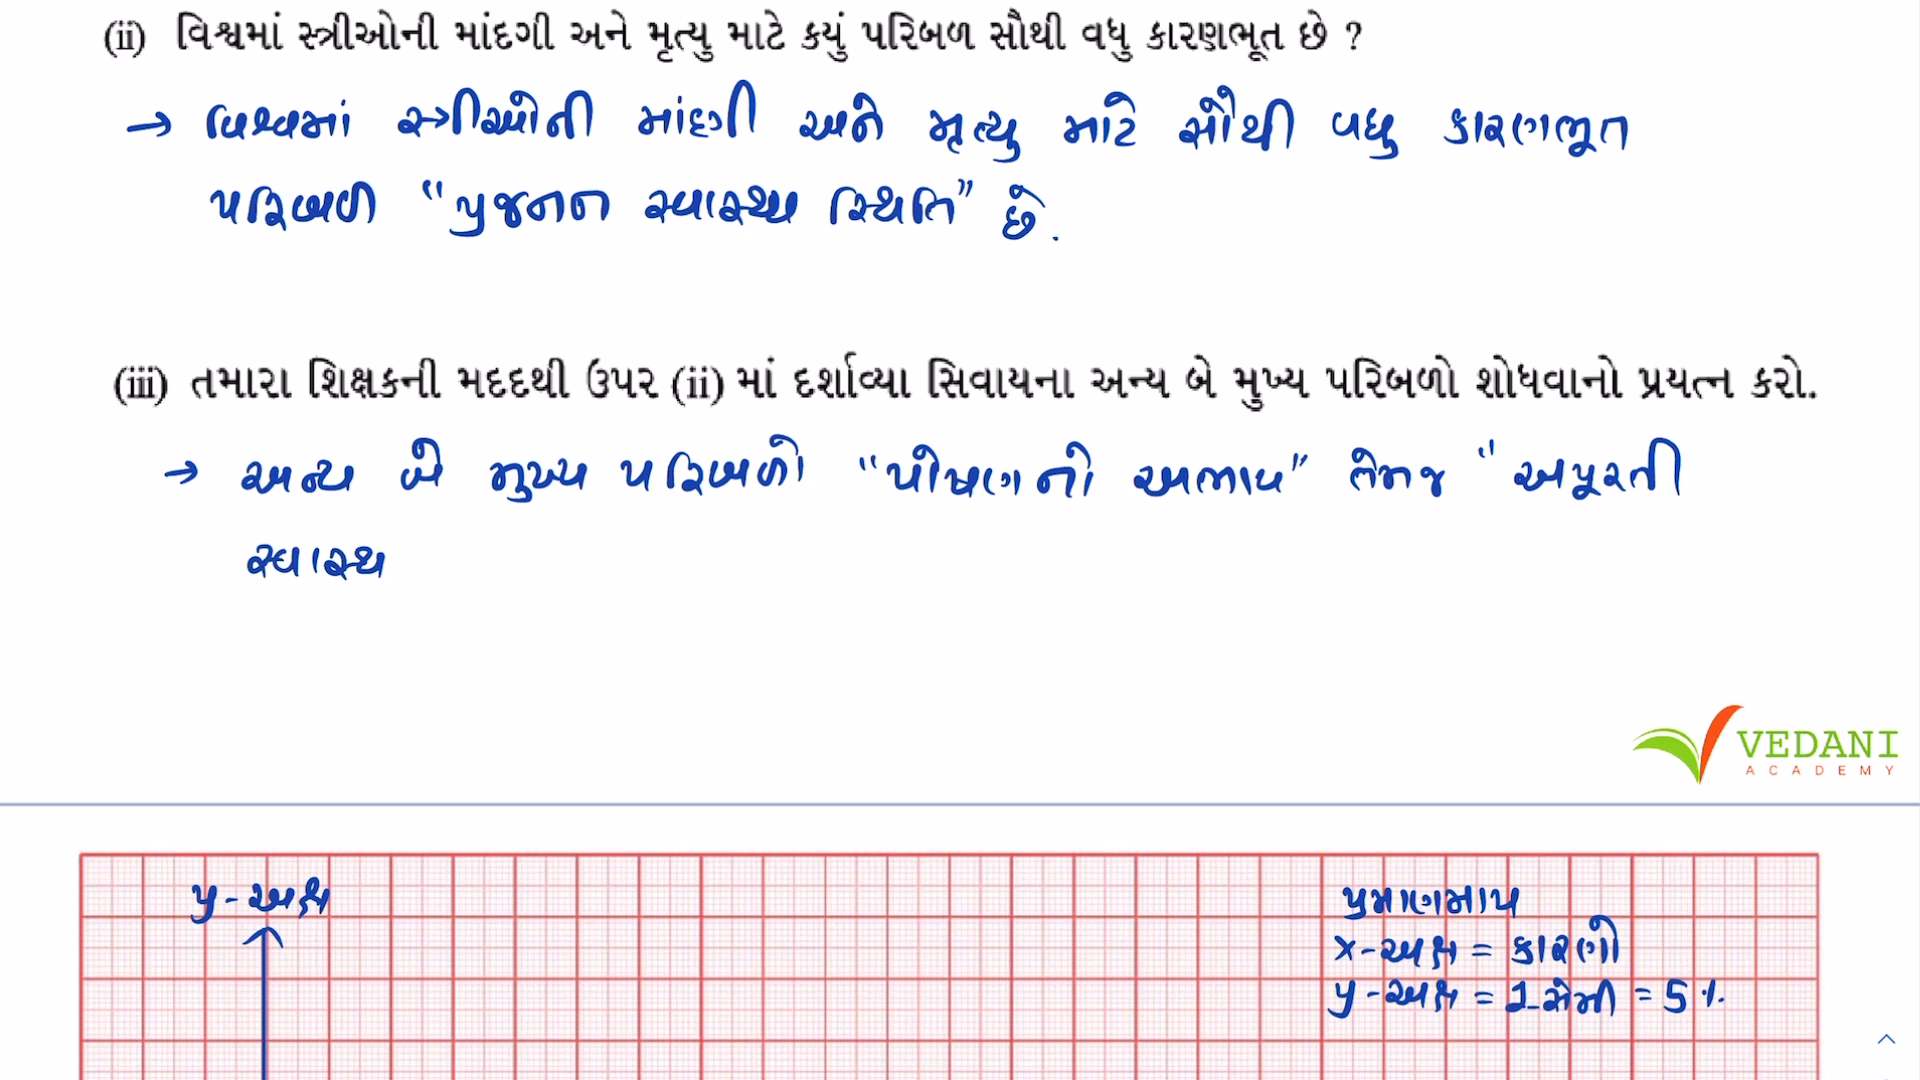 (ii) વિશ્વમાં સ્ત્રીઓની માંદગી અને મૃત્યુ માટે કયું પરિબળ સૌથી વધુ કારણભૂત છે ?
→ વિશ્વમાં સ્ત્રીઓની માંદગી અને મૃત્યુ માટે સૌથી વધુ કારણભૂત
પરિબળ “પ્રજનન સ્વાસ્થ્ય સ્થિતિ” છે.
(iii) તમારા શિક્ષકની મદદથી ઉપર (ii) માં દર્શાવ્યા સિવાયના અન્ય બે મુખ્ય પરિબળો શોધવાનો પ્રયત્ન કરો.
→ અન્ય બે મુખ્ય પરિબળો “પોષણનો અભાવ” તેમજ “અપૂરતી
સ્વાસ્થ
VEDANI
ACADEMY
y-અક્ષ
પ્રમાણમાપ
x-અક્ષ = કારણો
y-અક્ષ = 1 સેમી = 5 %